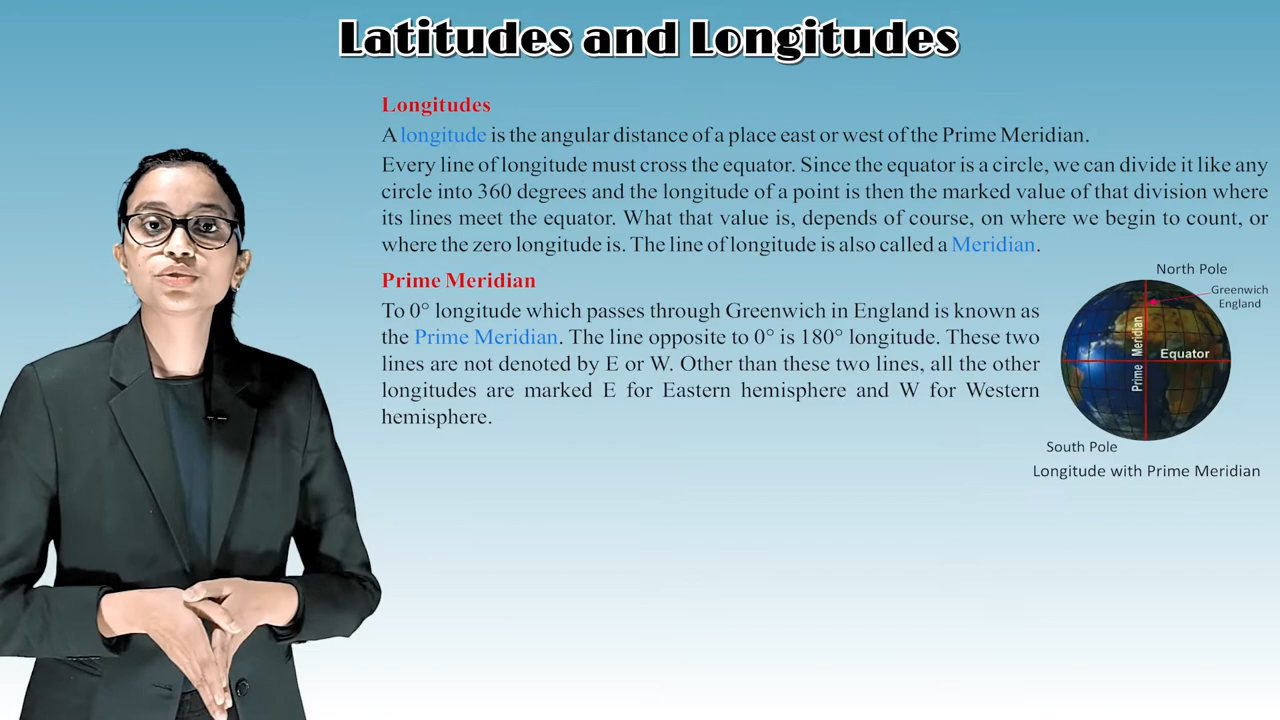 Latitudes and Longitudes
Longitudes
A longitude is the angular distance of a place east or west of the Prime Meridian.
Every line of longitude must cross the equator. Since the equator is a circle, we can divide it like any
circle into 360 degrees and the longitude of a point is then the marked value of that division where
its lines meet the equator. What that value is, depends of course, on where we begin to count, or
where the zero longitude is. The line of longitude is also called a Meridian.
Prime Meridian
To 0° longitude which passes through Greenwich in England is known as
the Prime Meridian. The line opposite to 0° is 180° longitude. These two
lines are not denoted by E or W. Other than these two lines, all the other
longitudes are marked E for Eastern hemisphere and W for Western
hemisphere.
North Pole
Greenwich
England
Prime Meridian
Equator
South Pole
Longitude with Prime Meridian